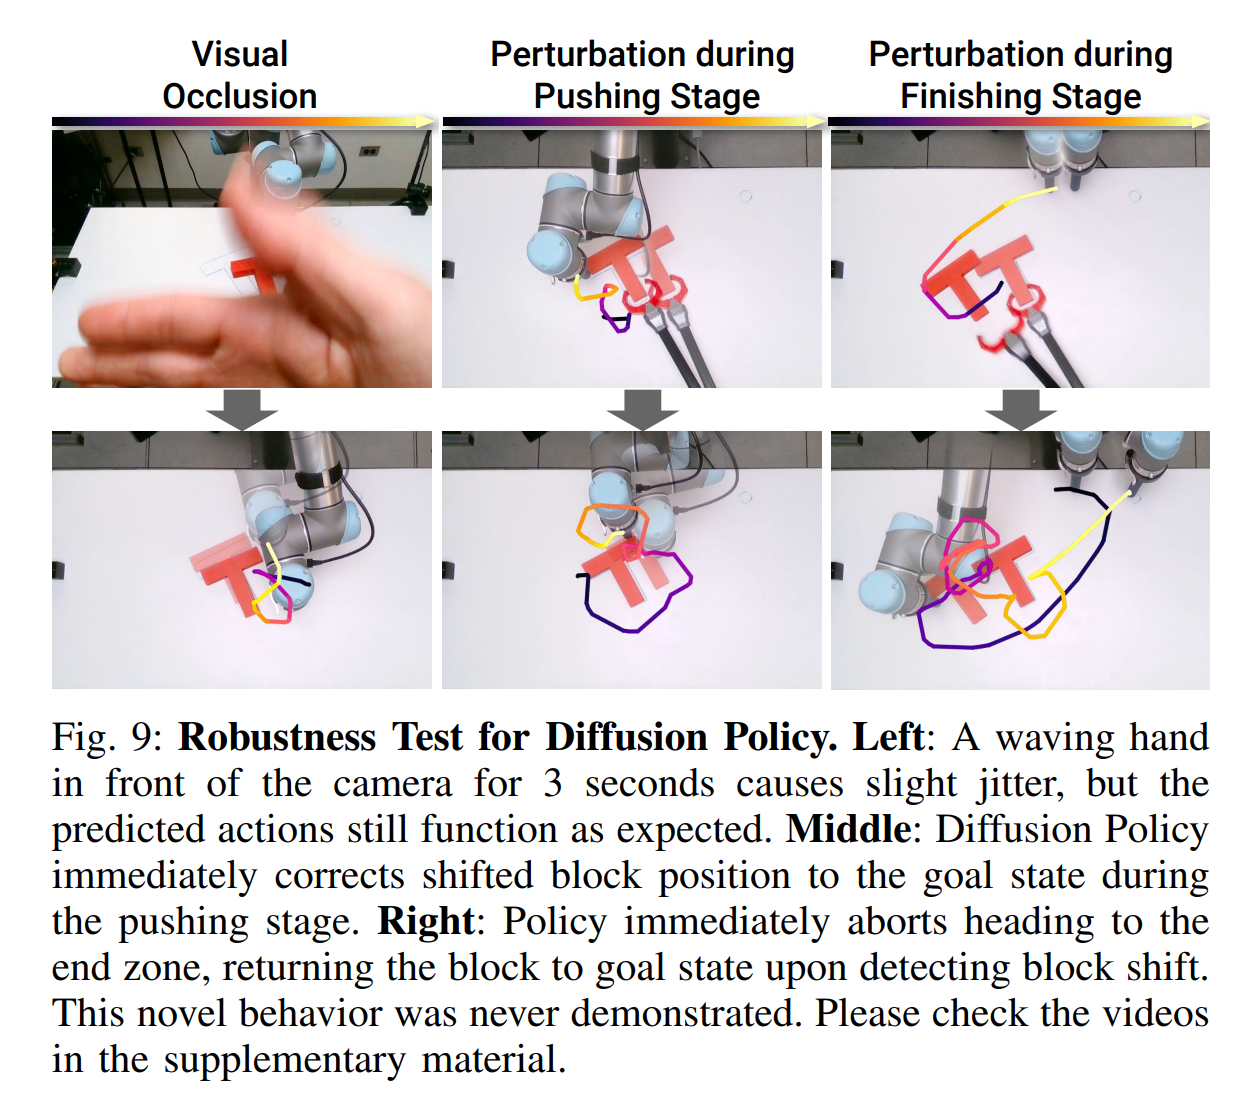 Visual
Occlusion
Perturbation during
Pushing Stage
Perturbation during
Finishing Stage
Fig. 9: Robustness Test for Diffusion Policy. Left: A waving hand
in front of the camera for 3 seconds causes slight jitter, but the
predicted actions still function as expected. Middle: Diffusion Policy
immediately corrects shifted block position to the goal state during
the pushing stage. Right: Policy immediately aborts heading to the
end zone, returning the block to goal state upon detecting block shift.
This novel behavior was never demonstrated. Please check the videos
in the supplementary material.